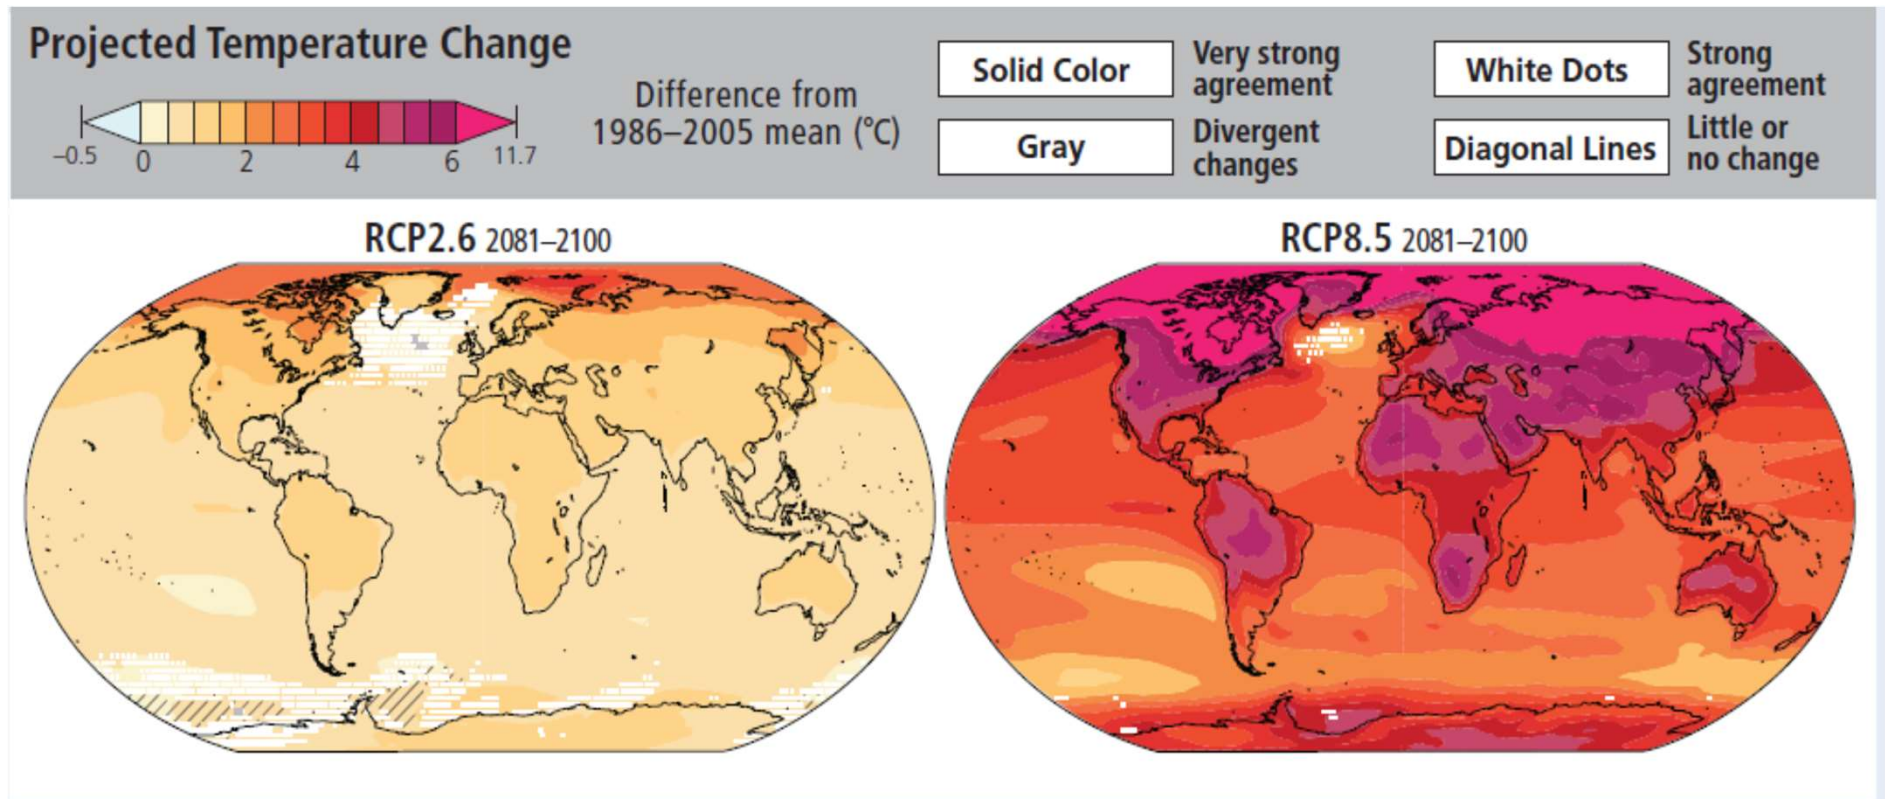 Projected Temperature Change
−0.5 0 2 4 6 11.7
Difference from
1986–2005 mean (°C)
Solid Color
Very strong
agreement
Gray
Divergent
changes
White Dots
Strong
agreement
Diagonal Lines
Little or
no change
RCP2.6 2081–2100
RCP8.5 2081–2100